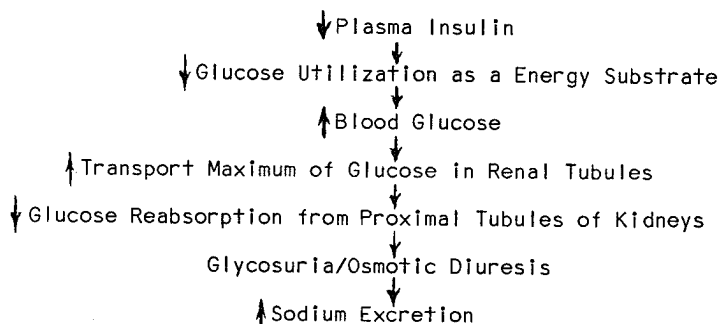 ↓ Plasma Insulin
↓ Glucose Utilization as a Energy Substrate
↑ Blood Glucose
↑ Transport Maximum of Glucose in Renal Tubules
↓ Glucose Reabsorption from Proximal Tubules of Kidneys
Glycosuria/Osmotic Diuresis
↑ Sodium Excretion